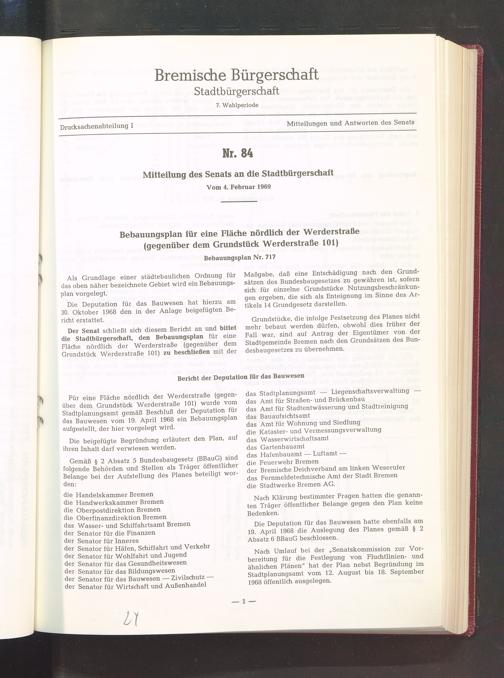 Bremische Bürgerschaft
Stadtbürgerschaft
7. Wahlperiode
Drucksachenabteilung I
Mitteilungen und Antworten des Senats
Nr. 84
Mitteilung des Senats an die Stadtbürgerschaft
Vom 4. Februar 1969
Bebauungsplan für eine Fläche nördlich der Werderstraße
(gegenüber dem Grundstück Werderstraße 101)
Bebauungsplan Nr. 717
Als Grundlage einer städtebaulichen Ordnung für
das oben näher bezeichnete Gebiet wird ein Bebauungs-
plan vorgelegt.
Die Deputation für das Bauwesen hat hierzu am
30. Oktober 1968 den in der Anlage beigefügten Be-
richt erstattet.
Der Senat schließt sich diesem Bericht an und bittet
die Stadtbürgerschaft, den Bebauungsplan für eine
Fläche nördlich der Werderstraße (gegenüber dem
Grundstück Werderstraße 101) zu beschließen mit der
Maßgabe, daß eine Entschädigung nach den Grund-
sätzen des Bundesbaugesetzes zu gewähren ist, sofern
sich für einzelne Grundstücke Nutzungsbeschränkun-
gen ergeben, die sich als Enteignung im Sinne des Ar-
tikels 14 Grundgesetz darstellen.
Grundstücke, die infolge Festsetzung des Planes nicht
mehr bebaut werden dürfen, obwohl dies früher der
Fall war, sind auf Antrag der Eigentümer von der
Stadtgemeinde Bremen nach den Grundsätzen des Bun-
desbaugesetzes zu übernehmen.
Bericht der Deputation für das Bauwesen
Für eine Fläche nördlich der Werderstraße (gegen-
über dem Grundstück Werderstraße 101) wurde vom
Stadtplanungsamt gemäß Beschluß der Deputation für
das Bauwesen vom 19. April 1968 ein Bebauungsplan
aufgestellt, der hier vorgelegt wird.
Die beigefügte Begründung erläutert den Plan, auf
ihren Inhalt darf verwiesen werden.
Gemäß § 2 Absatz 5 Bundesbaugesetz (BBauG) sind
folgende Behörden und Stellen als Träger öffentlicher
Belange bei der Aufstellung des Planes beteiligt wor-
den:
die Handelskammer Bremen
die Handwerkskammer Bremen
die Oberpostdirektion Bremen
die Oberfinanzdirektion Bremen
das Wasser- und Schiffahrtsamt Bremen
der Senator für die Finanzen
der Senator für Inneres
der Senator für Häfen, Schiffahrt und Verkehr
der Senator für Wohlfahrt und Jugend
der Senator für das Gesundheitswesen
der Senator für das Bildungswesen
der Senator für das Bauwesen — Zivilschutz —
der Senator für Wirtschaft und Außenhandel
das Stadtplanungsamt — Liegenschaftsverwaltung —
das Amt für Straßen- und Brückenbau
das Amt für Stadtentwässerung und Stadtreinigung
das Bauaufsichtsamt
das Amt für Wohnung und Siedlung
die Kataster- und Vermessungsverwaltung
das Wasserwirtschaftsamt
das Gartenbauamt
das Hafenbauamt — Luftamt —
die Feuerwehr Bremen
der Bremische Deichverband am linken Weserufer
das Fernmeldetechnische Amt der Stadt Bremen
die Stadtwerke Bremen AG.
Nach Klärung bestimmter Fragen hatten die genann-
ten Träger öffentlicher Belange gegen den Plan keine
Bedenken.
Die Deputation für das Bauwesen hatte ebenfalls am
19. April 1968 die Auslegung des Planes gemäß § 2
Absatz 6 BBauG beschlossen.
Nach Umlauf bei der „Senatskommission zur Vor-
bereitung für die Festlegung von Fluchtlinien- und
ähnlichen Plänen" hat der Plan nebst Begründung im
Stadtplanungsamt vom 12. August bis 18. September
1968 öffentlich ausgelegen.
— 1 —
24